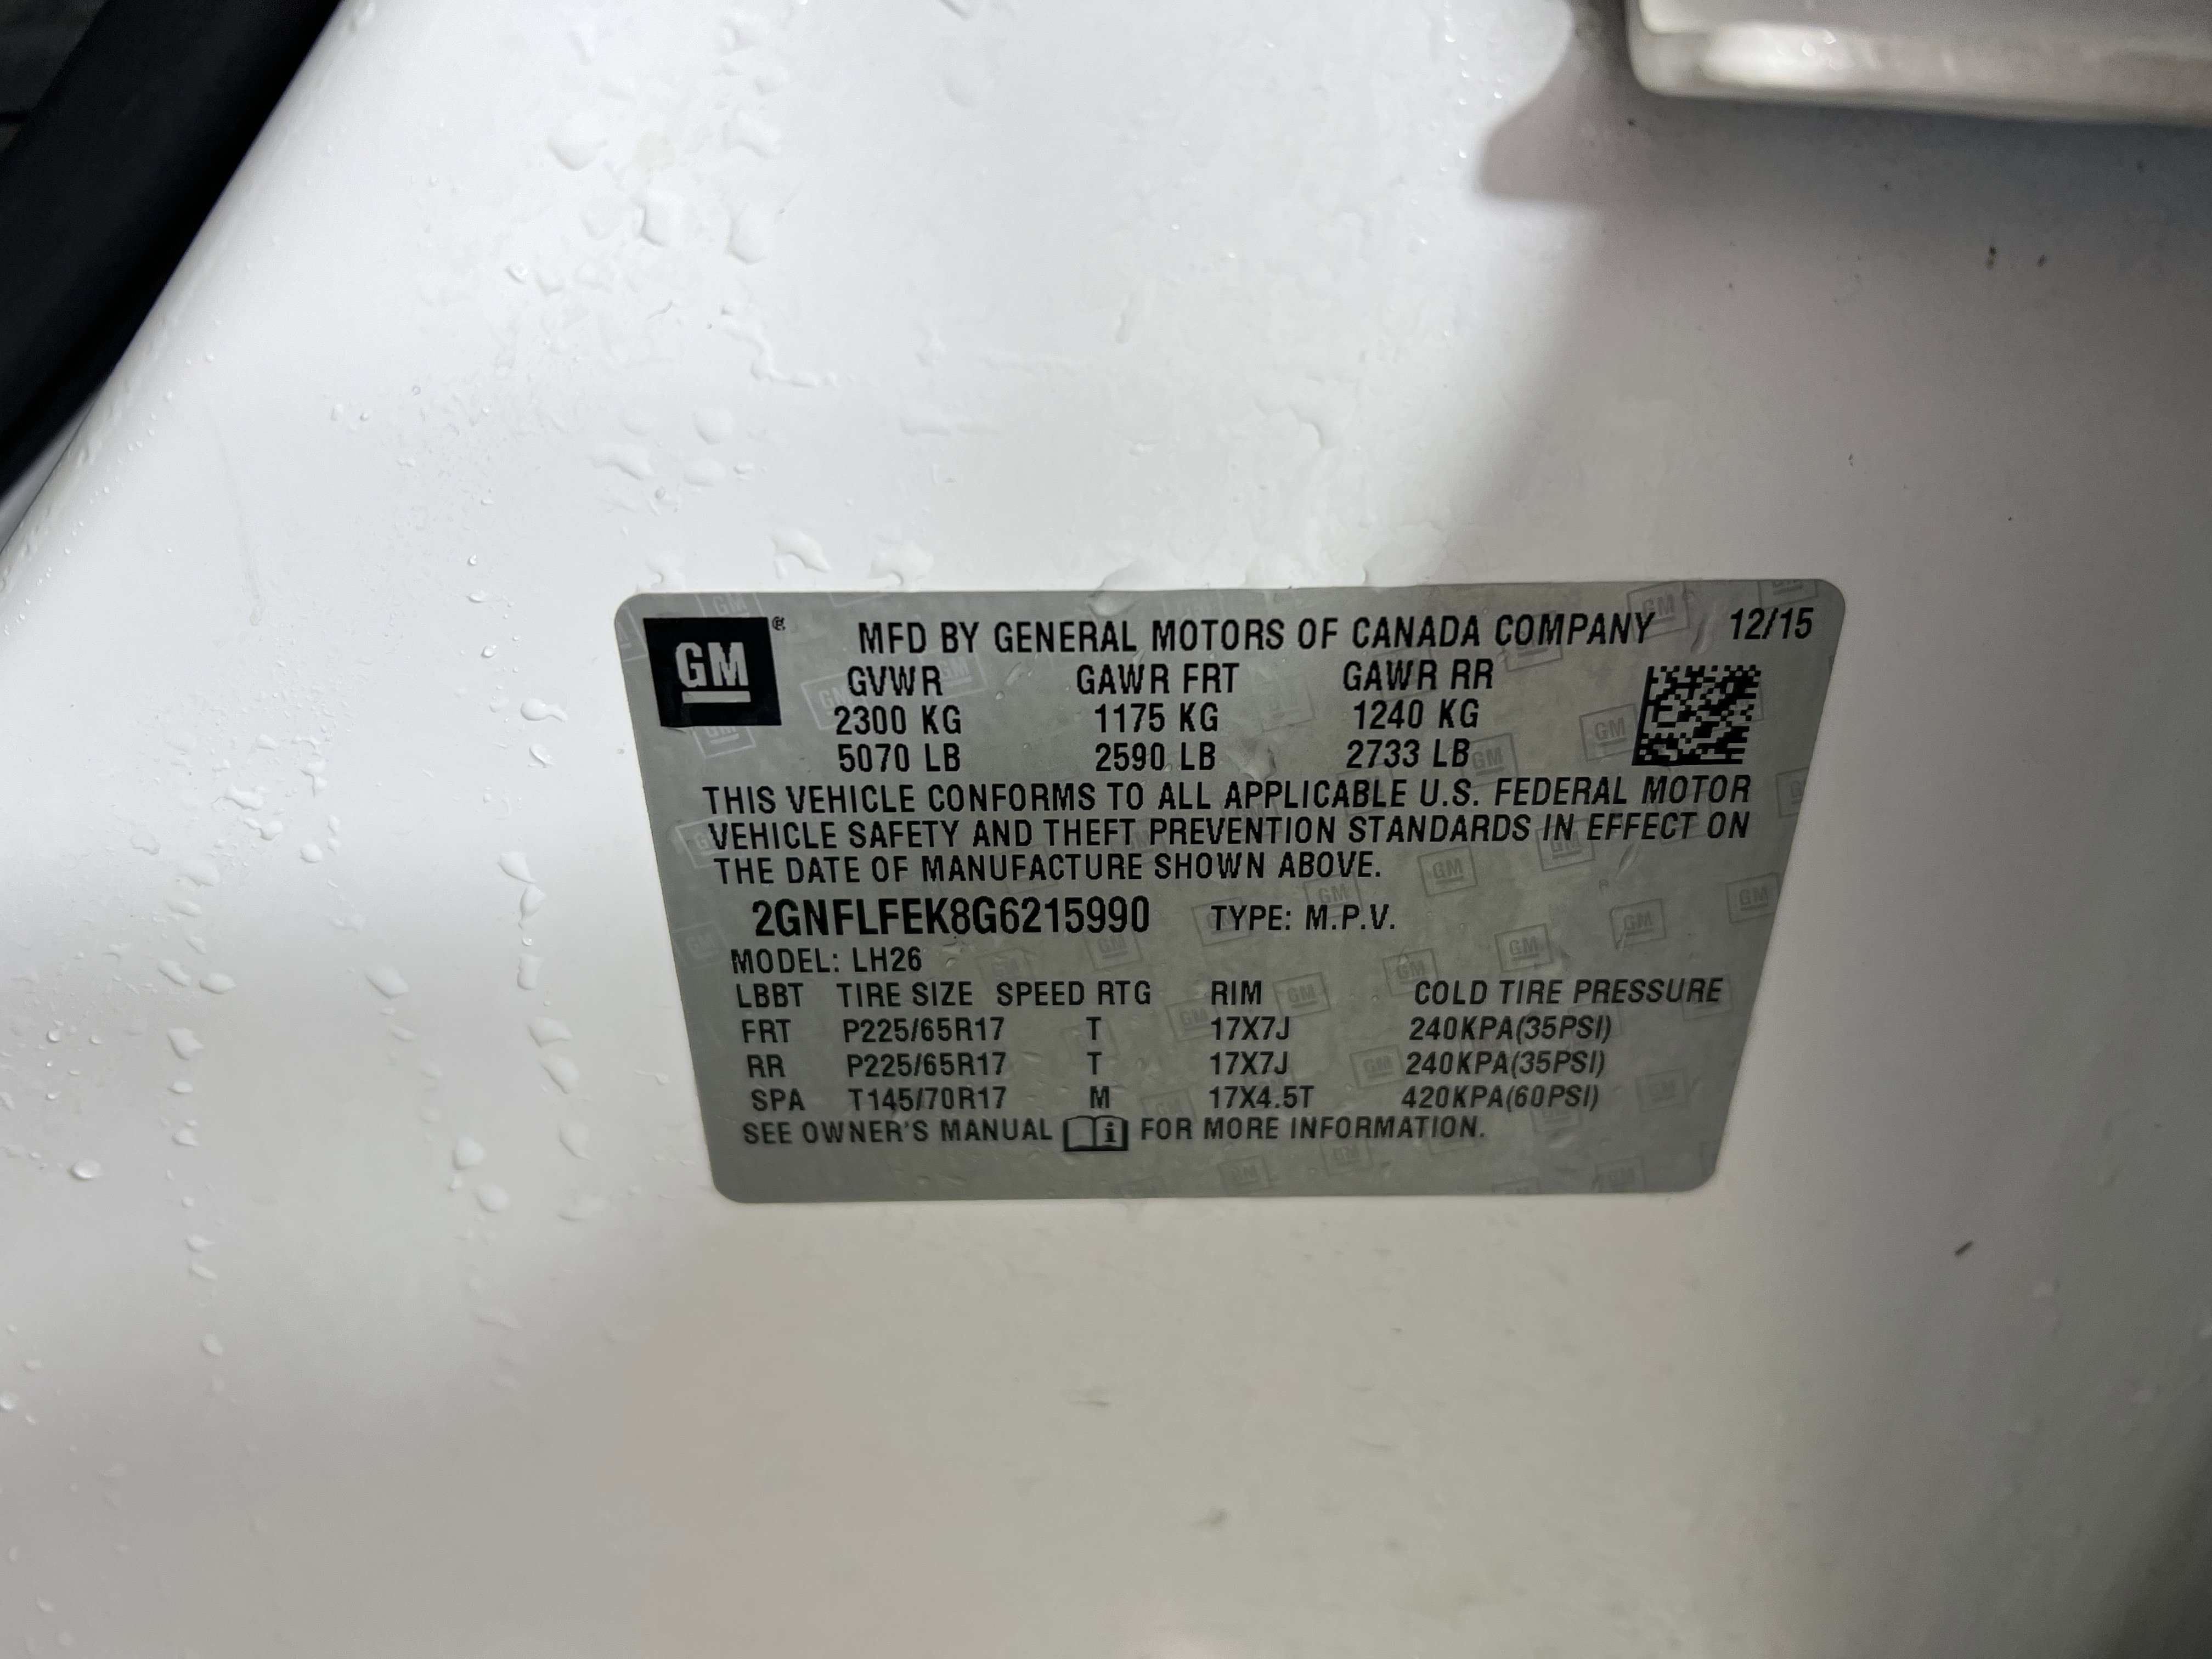 GM ®
MFD BY GENERAL MOTORS OF CANADA COMPANY 12/15
GVWR GAWR FRT GAWR RR
2300 KG 1175 KG 1240 KG
5070 LB 2590 LB 2733 LB
THIS VEHICLE CONFORMS TO ALL APPLICABLE U.S. FEDERAL MOTOR
VEHICLE SAFETY AND THEFT PREVENTION STANDARDS IN EFFECT ON
THE DATE OF MANUFACTURE SHOWN ABOVE.
2GNFLFEK8G6215990 TYPE: M.P.V.
MODEL: LH26
LBBT TIRE SIZE SPEED RTG RIM COLD TIRE PRESSURE
FRT P225/65R17 T 17X7J 240KPA(35PSI)
RR P225/65R17 T 17X7J 240KPA(35PSI)
SPA T145/70R17 M 17X4.5T 420KPA(60PSI)
SEE OWNER'S MANUAL i FOR MORE INFORMATION.